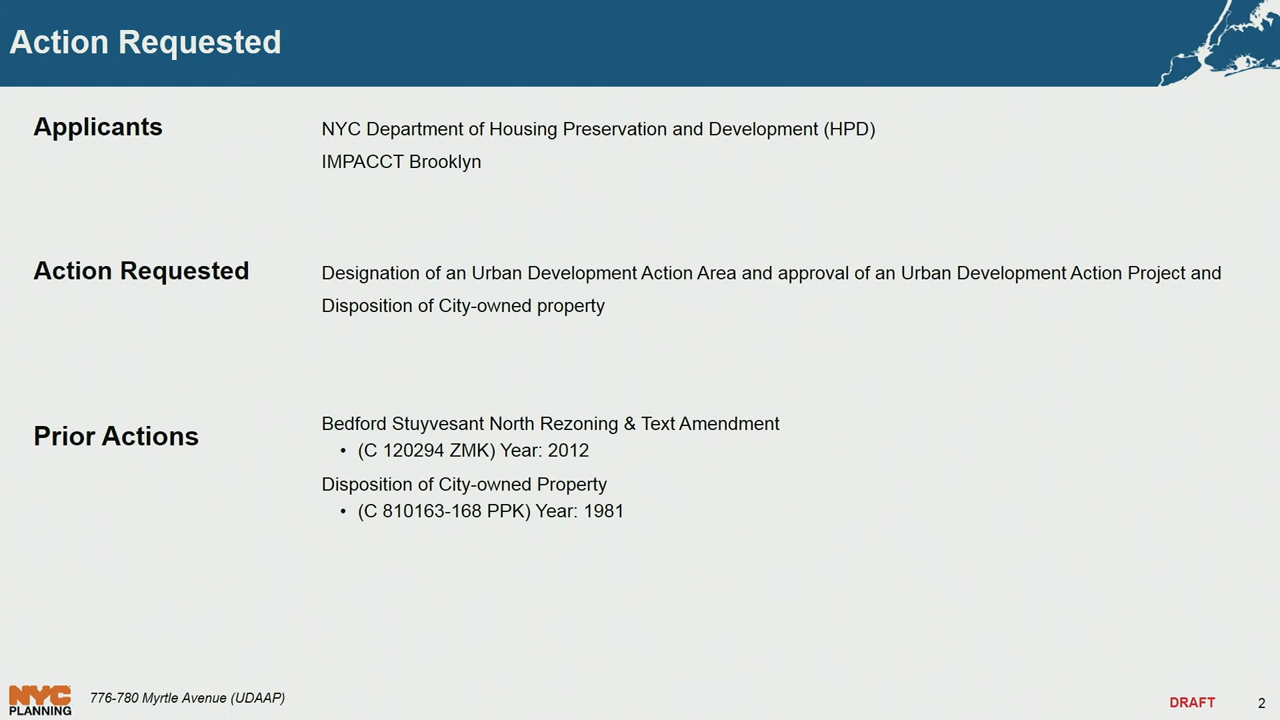 Action Requested
Applicants
NYC Department of Housing Preservation and Development (HPD)
IMPACCT Brooklyn
Action Requested
Designation of an Urban Development Action Area and approval of an Urban Development Action Project and
Disposition of City-owned property
Prior Actions
Bedford Stuyvesant North Rezoning & Text Amendment
• (C 120294 ZMK) Year: 2012
Disposition of City-owned Property
• (C 810163-168 PPK) Year: 1981
NYC
PLANNING
776-780 Myrtle Avenue (UDAAP)
DRAFT
2